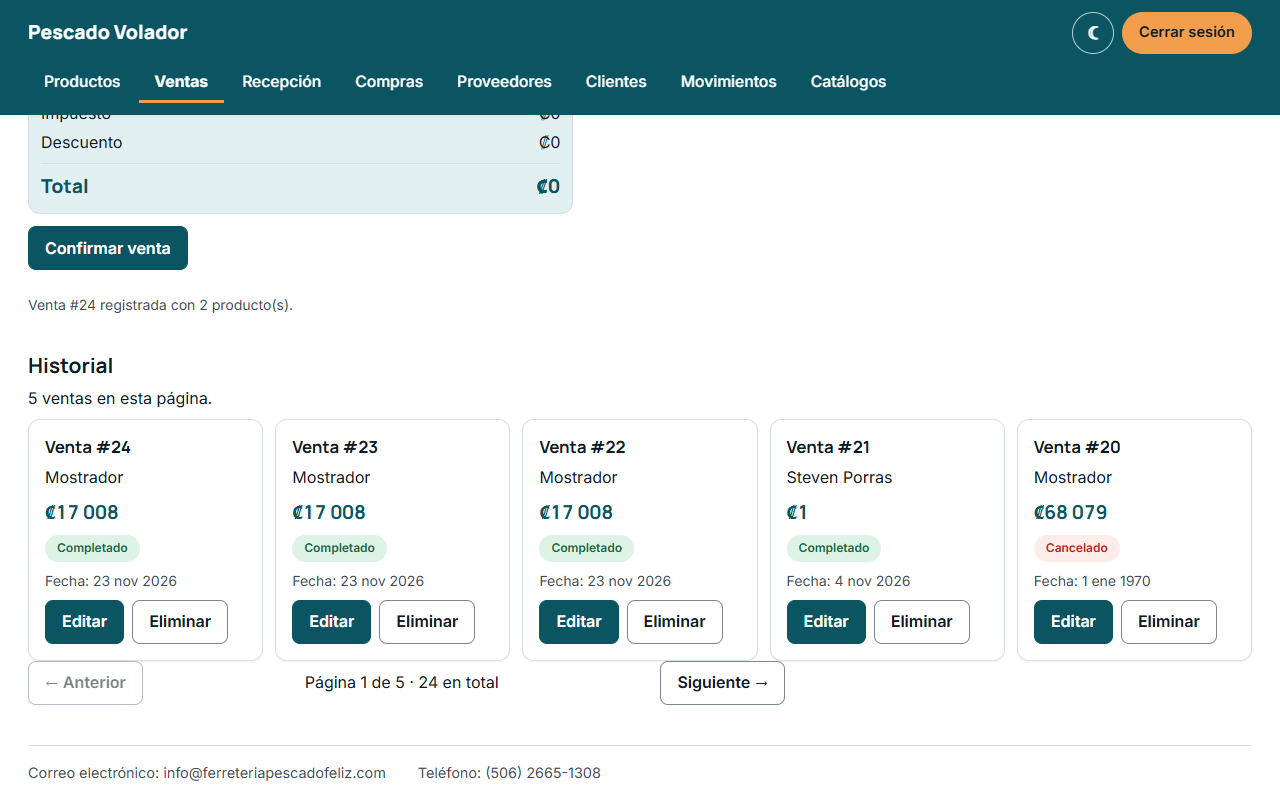 Pescado Volador
Cerrar sesión
Productos Ventas Recepción Compras Proveedores Clientes Movimientos Catálogos
Impuesto ₡0
Descuento ₡0
Total ₡0
Confirmar venta
Venta #24 registrada con 2 producto(s).
Historial
5 ventas en esta página.
Venta #24
Mostrador
₡17 008
Completado
Fecha: 23 nov 2026
Editar Eliminar
Venta #23
Mostrador
₡17 008
Completado
Fecha: 23 nov 2026
Editar Eliminar
Venta #22
Mostrador
₡17 008
Completado
Fecha: 23 nov 2026
Editar Eliminar
Venta #21
Steven Porras
₡1
Completado
Fecha: 4 nov 2026
Editar Eliminar
Venta #20
Mostrador
₡68 079
Cancelado
Fecha: 1 ene 1970
Editar Eliminar
← Anterior Página 1 de 5 · 24 en total Siguiente →
Correo electrónico: info@ferreteriapescadofeliz.com Teléfono: (506) 2665-1308